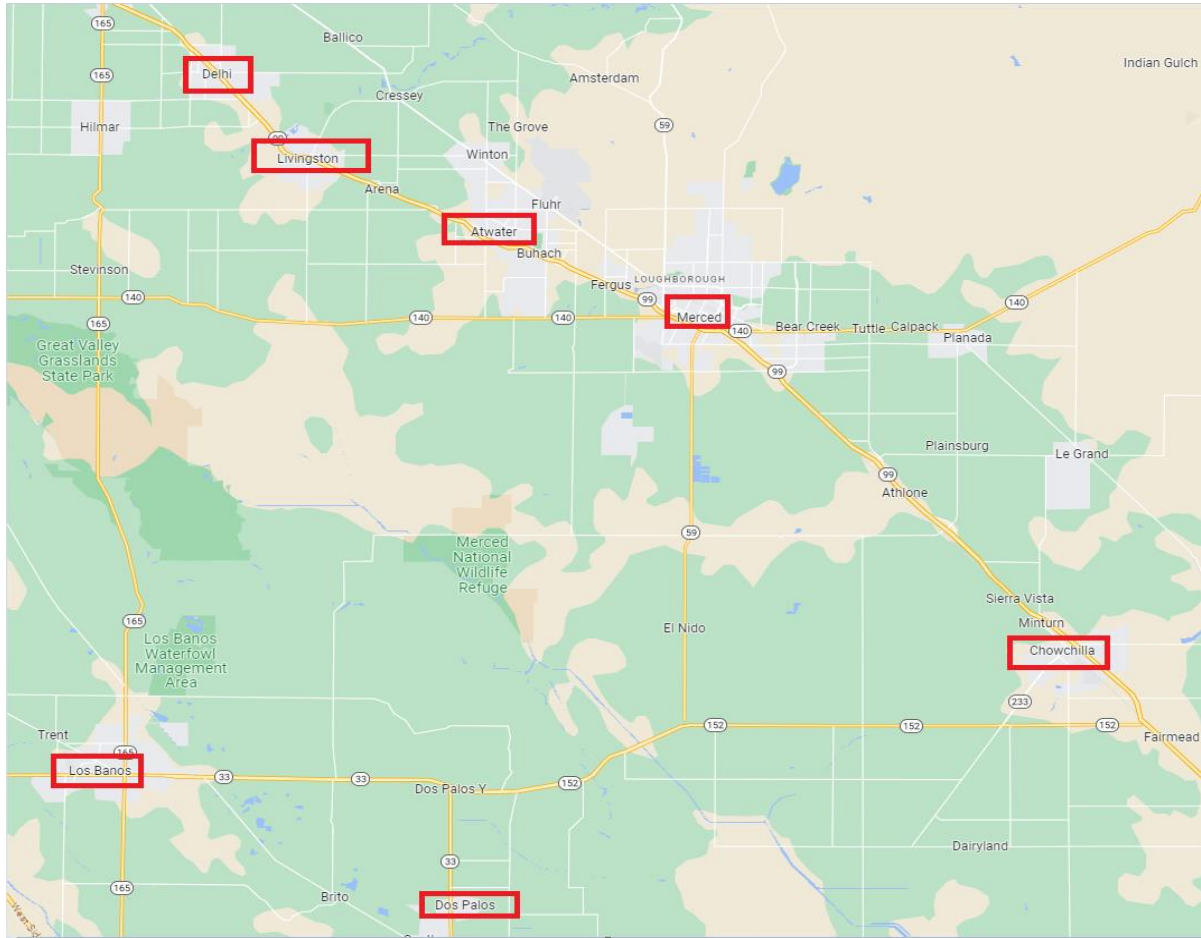 165
Ballico
Indian Gulch
Delhi
165
Amsterdam
Cressey
Hilmar
The Grove
59
99
Livingston
Winton
Arena
Fluhr
Atwater
Buhach
Stevinson
LOUGHBOROUGH
Fergus
140
99
140
165
140
140
Merced
140
Bear Creek
Tuttle
Calpack
Planada
Great Valley
Grasslands
State Park
99
Plainsburg
Le Grand
99
Athlone
59
Merced
National
Wildlife
Refuge
Sierra Vista
165
Minturn
El Nido
Los Banos
Waterfowl
Management
Area
Chowchilla
233
152
152
152
Trent
Fairmead
165
Los Banos
33
33
152
Dos Palos Y
Dairyland
33
165
Brito
Dos Palos